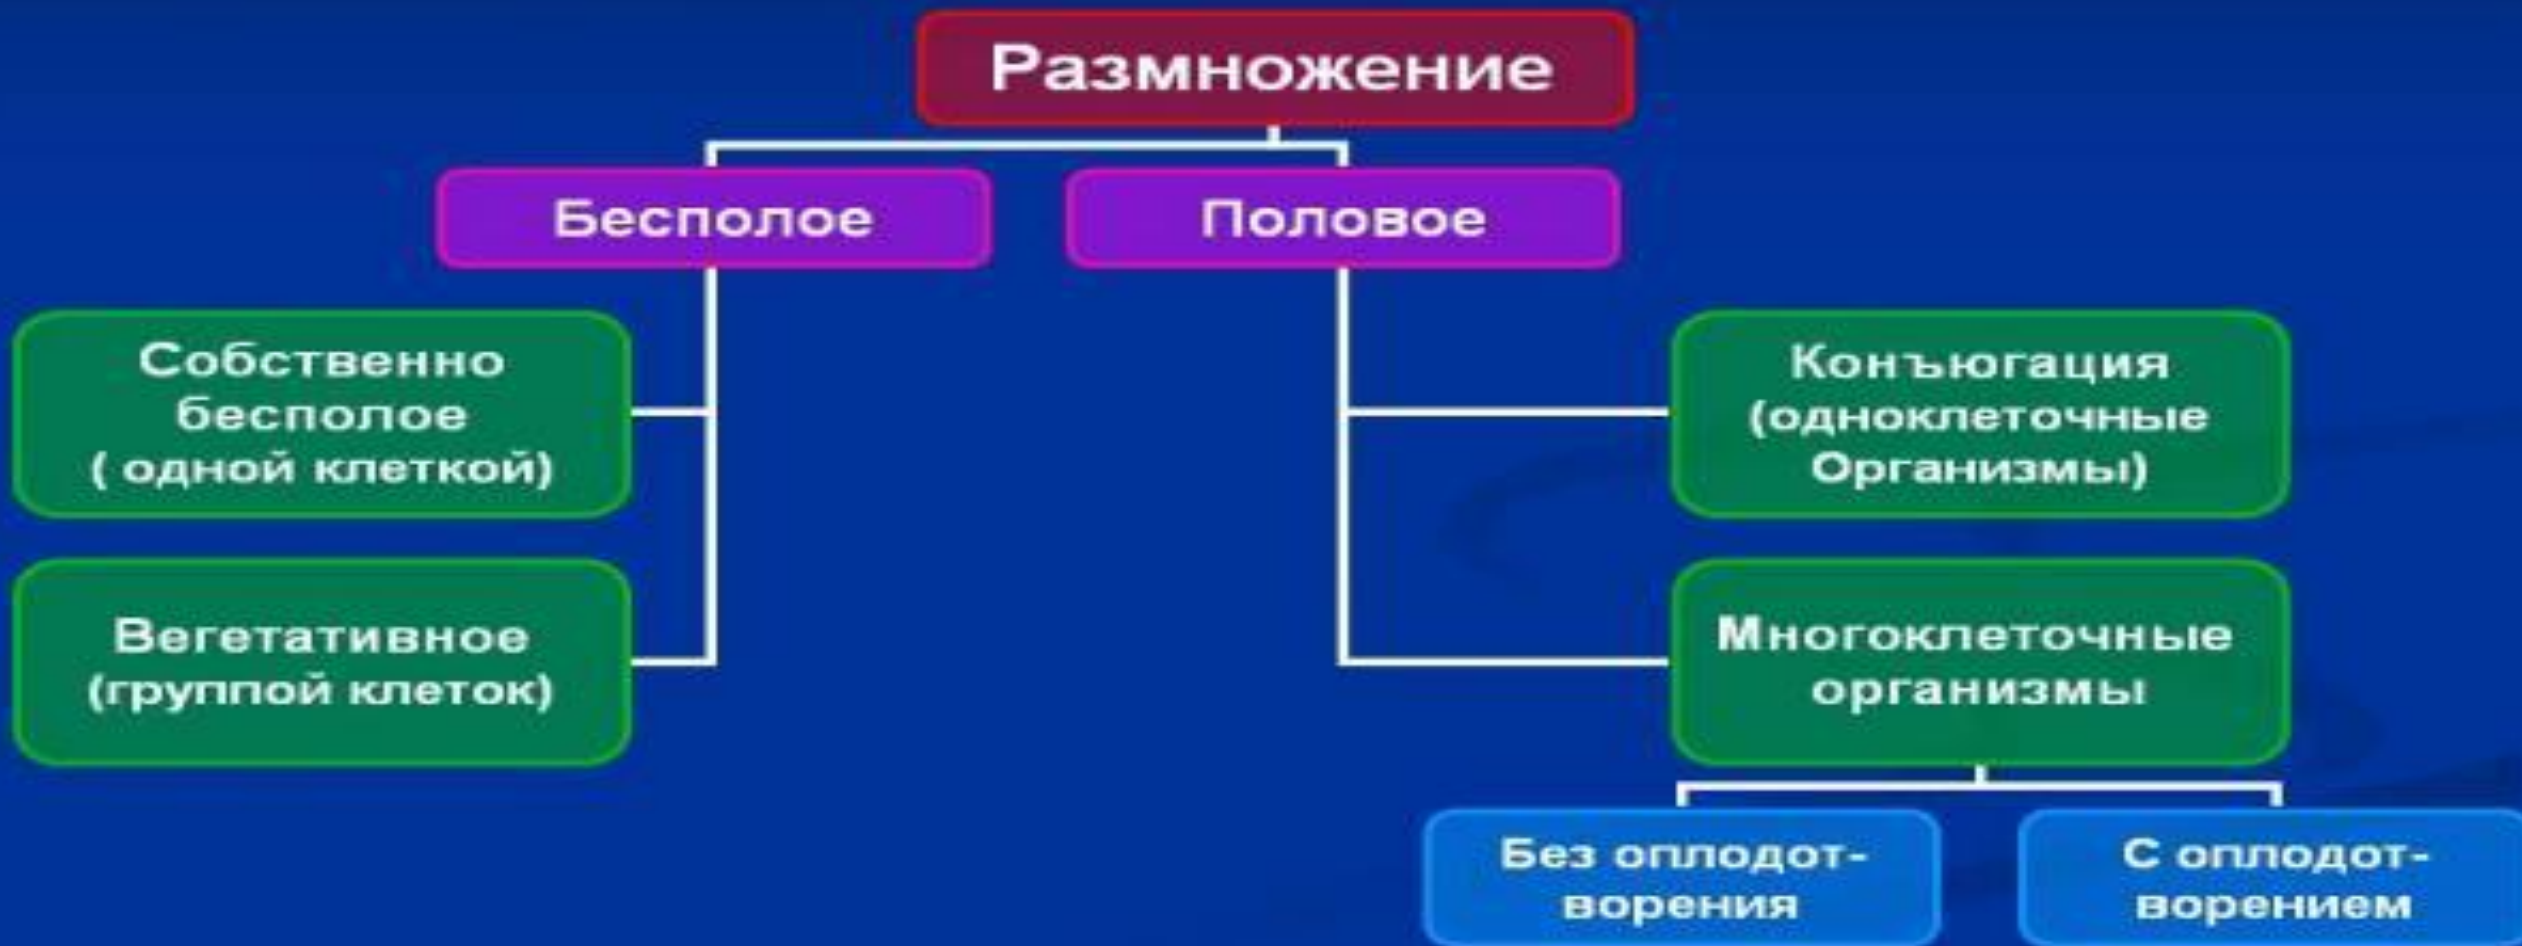 Размножение
Бесполое
Половое
Собственно
бесполое
( одной клеткой)
Конъюгация
(одноклеточные
Организмы)
Вегетативное
(группой клеток)
Многоклеточные
организмы
Без оплодот-
ворения
С оплодот-
ворением